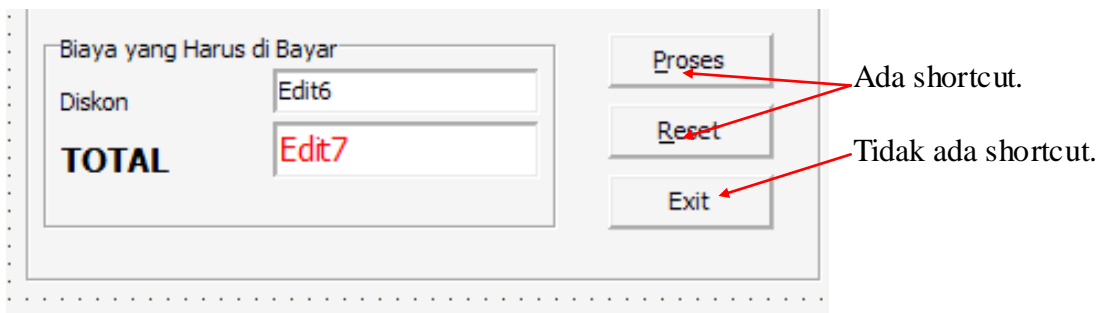 Biaya yang Harus di Bayar
Diskon
Edit6
TOTAL
Edit7
Proses
Reset
Exit
Ada shortcut.
Tidak ada shortcut.